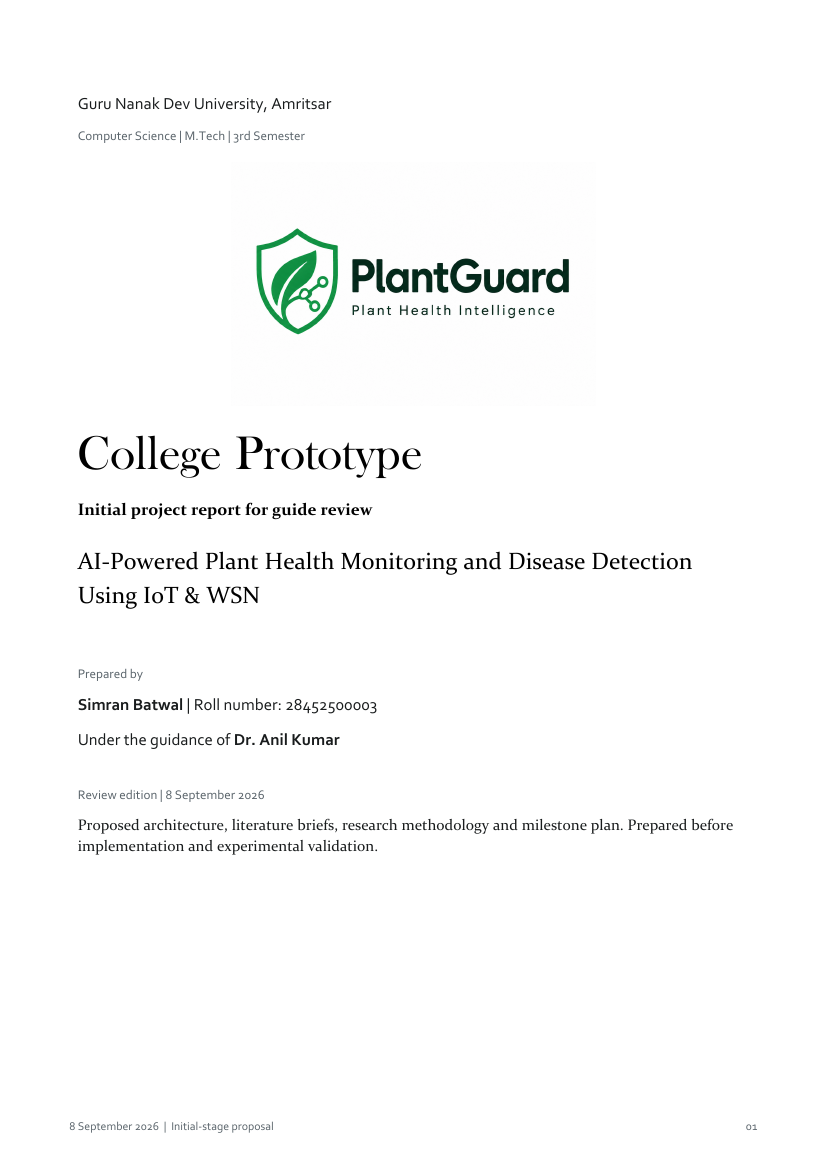 Guru Nanak Dev University, Amritsar
Computer Science | M.Tech | 3rd Semester
PlantGuard
Plant Health Intelligence
College Prototype
Initial project report for guide review
AI-Powered Plant Health Monitoring and Disease Detection
Using IoT & WSN
Prepared by
Simran Batwal | Roll number: 28452500003
Under the guidance of Dr. Anil Kumar
Review edition | 8 September 2026
Proposed architecture, literature briefs, research methodology and milestone plan. Prepared before
implementation and experimental validation.
8 September 2026 | Initial-stage proposal
01